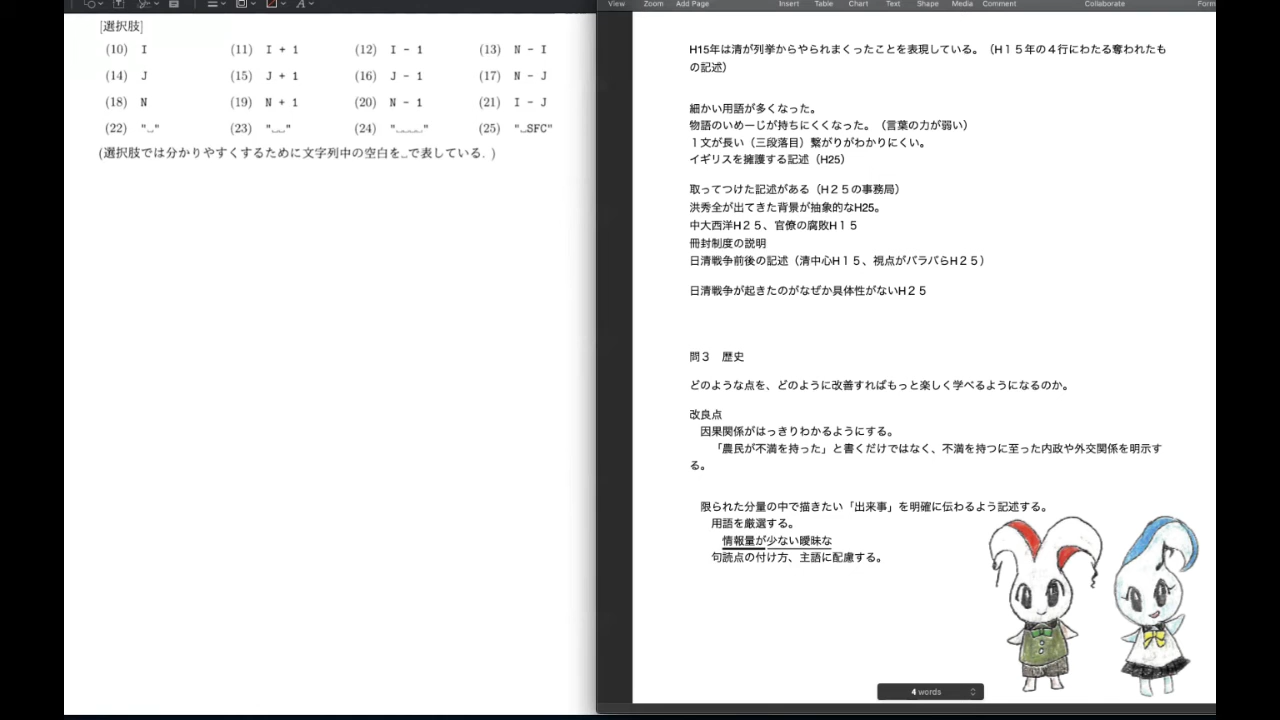 View Zoom Add Page Insert Table Chart Text Shape Media Comment Collaborate Form
[選択肢]
(10) I (11) I + 1 (12) I - 1 (13) N - I
(14) J (15) J + 1 (16) J - 1 (17) N - J
(18) N (19) N + 1 (20) N - 1 (21) I - J
(22) "␣" (23) "␣␣" (24) "␣␣␣␣" (25) "␣SFC"
(選択肢では分かりやすくするために文字列中の空白を␣で表している. )
H15年は清が列挙からやられまくったことを表現している。（H１５年の４行にわたる奪われたも
の記述）
細かい用語が多くなった。
物語のいめーじが持ちにくくなった。（言葉の力が弱い）
１文が長い（三段落目）繋がりがわかりにくい。
イギリスを擁護する記述（H25）
取ってつけた記述がある（H２５の事務局）
洪秀全が出てきた背景が抽象的なH25。
中大西洋H２５、官僚の腐敗H１５
冊封制度の説明
日清戦争前後の記述（清中心H１５、視点がバラバらH２５）
日清戦争が起きたのがなぜか具体性がないH２５
問３　歴史
どのような点を、どのように改善すればもっと楽しく学べるようになるのか。
改良点
因果関係がはっきりわかるようにする。
「農民が不満を持った」と書くだけではなく、不満を持つに至った内政や外交関係を明示す
る。
限られた分量の中で描きたい「出来事」を明確に伝わるよう記述する。
用語を厳選する。
情報量が少ない曖昧な
句読点の付け方、主語に配慮する。
4 words